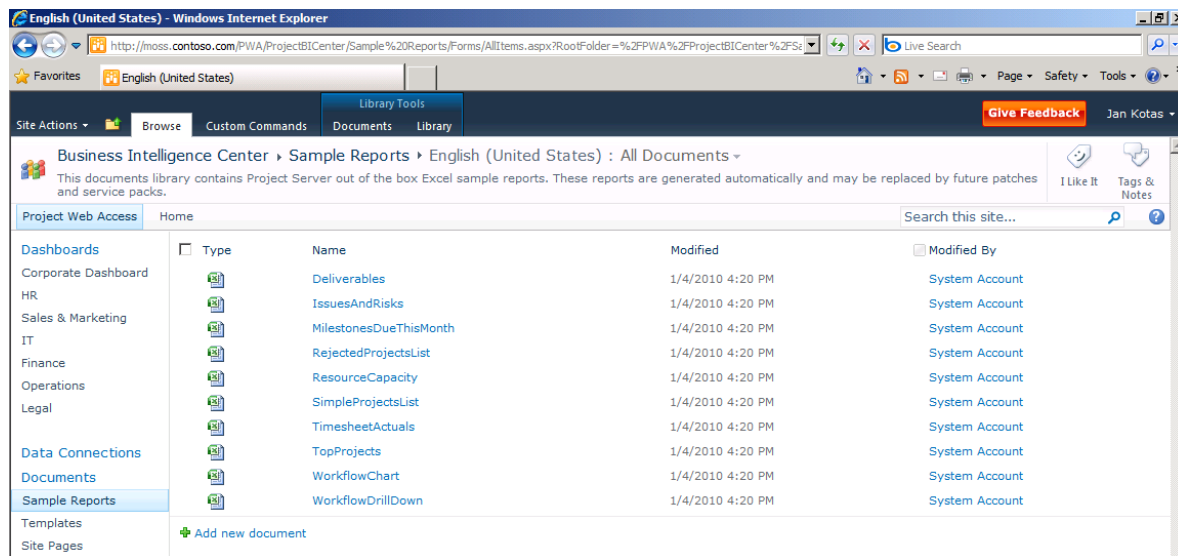 English (United States) - Windows Internet Explorer
http://moss.contoso.com/PWA/ProjectBICenter/Sample%20Reports/Forms/AllItems.aspx?RootFolder=%2FPWA%2FProjectBICenter%2FSa
Live Search
Favorites English (United States) Page Safety Tools
Library Tools
Site Actions Browse Custom Commands Documents Library Give Feedback Jan Kotas
Business Intelligence Center Sample Reports English (United States) : All Documents
This documents library contains Project Server out of the box Excel sample reports. These reports are generated automatically and may be replaced by future patches
and service packs.
I Like It
Tags &
Notes
Project Web Access Home Search this site...
Dashboards
Corporate Dashboard
HR
Sales & Marketing
IT
Finance
Operations
Legal
Data Connections
Documents
Sample Reports
Templates
Site Pages
Type Name Modified Modified By
Deliverables 1/4/2010 4:20 PM System Account
IssuesAndRisks 1/4/2010 4:20 PM System Account
MilestonesDueThisMonth 1/4/2010 4:20 PM System Account
RejectedProjectsList 1/4/2010 4:20 PM System Account
ResourceCapacity 1/4/2010 4:20 PM System Account
SimpleProjectsList 1/4/2010 4:20 PM System Account
TimesheetActuals 1/4/2010 4:20 PM System Account
TopProjects 1/4/2010 4:20 PM System Account
WorkflowChart 1/4/2010 4:20 PM System Account
WorkflowDrillDown 1/4/2010 4:20 PM System Account
Add new document